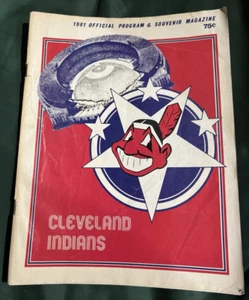 1981 OFFICIAL PROGRAM & SOUVENIR MAGAZINE
75¢
CLEVELAND
INDIANS